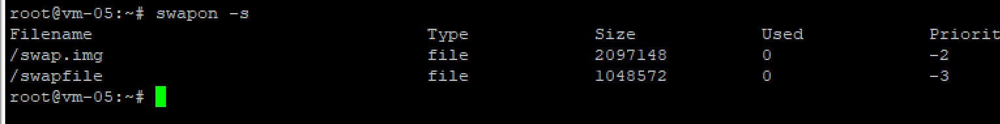 root@vm-05:~# swapon -s
Filename Type Size Used Priorit
/swap.img file 2097148 0 -2
/swapfile file 1048572 0 -3
root@vm-05:~#